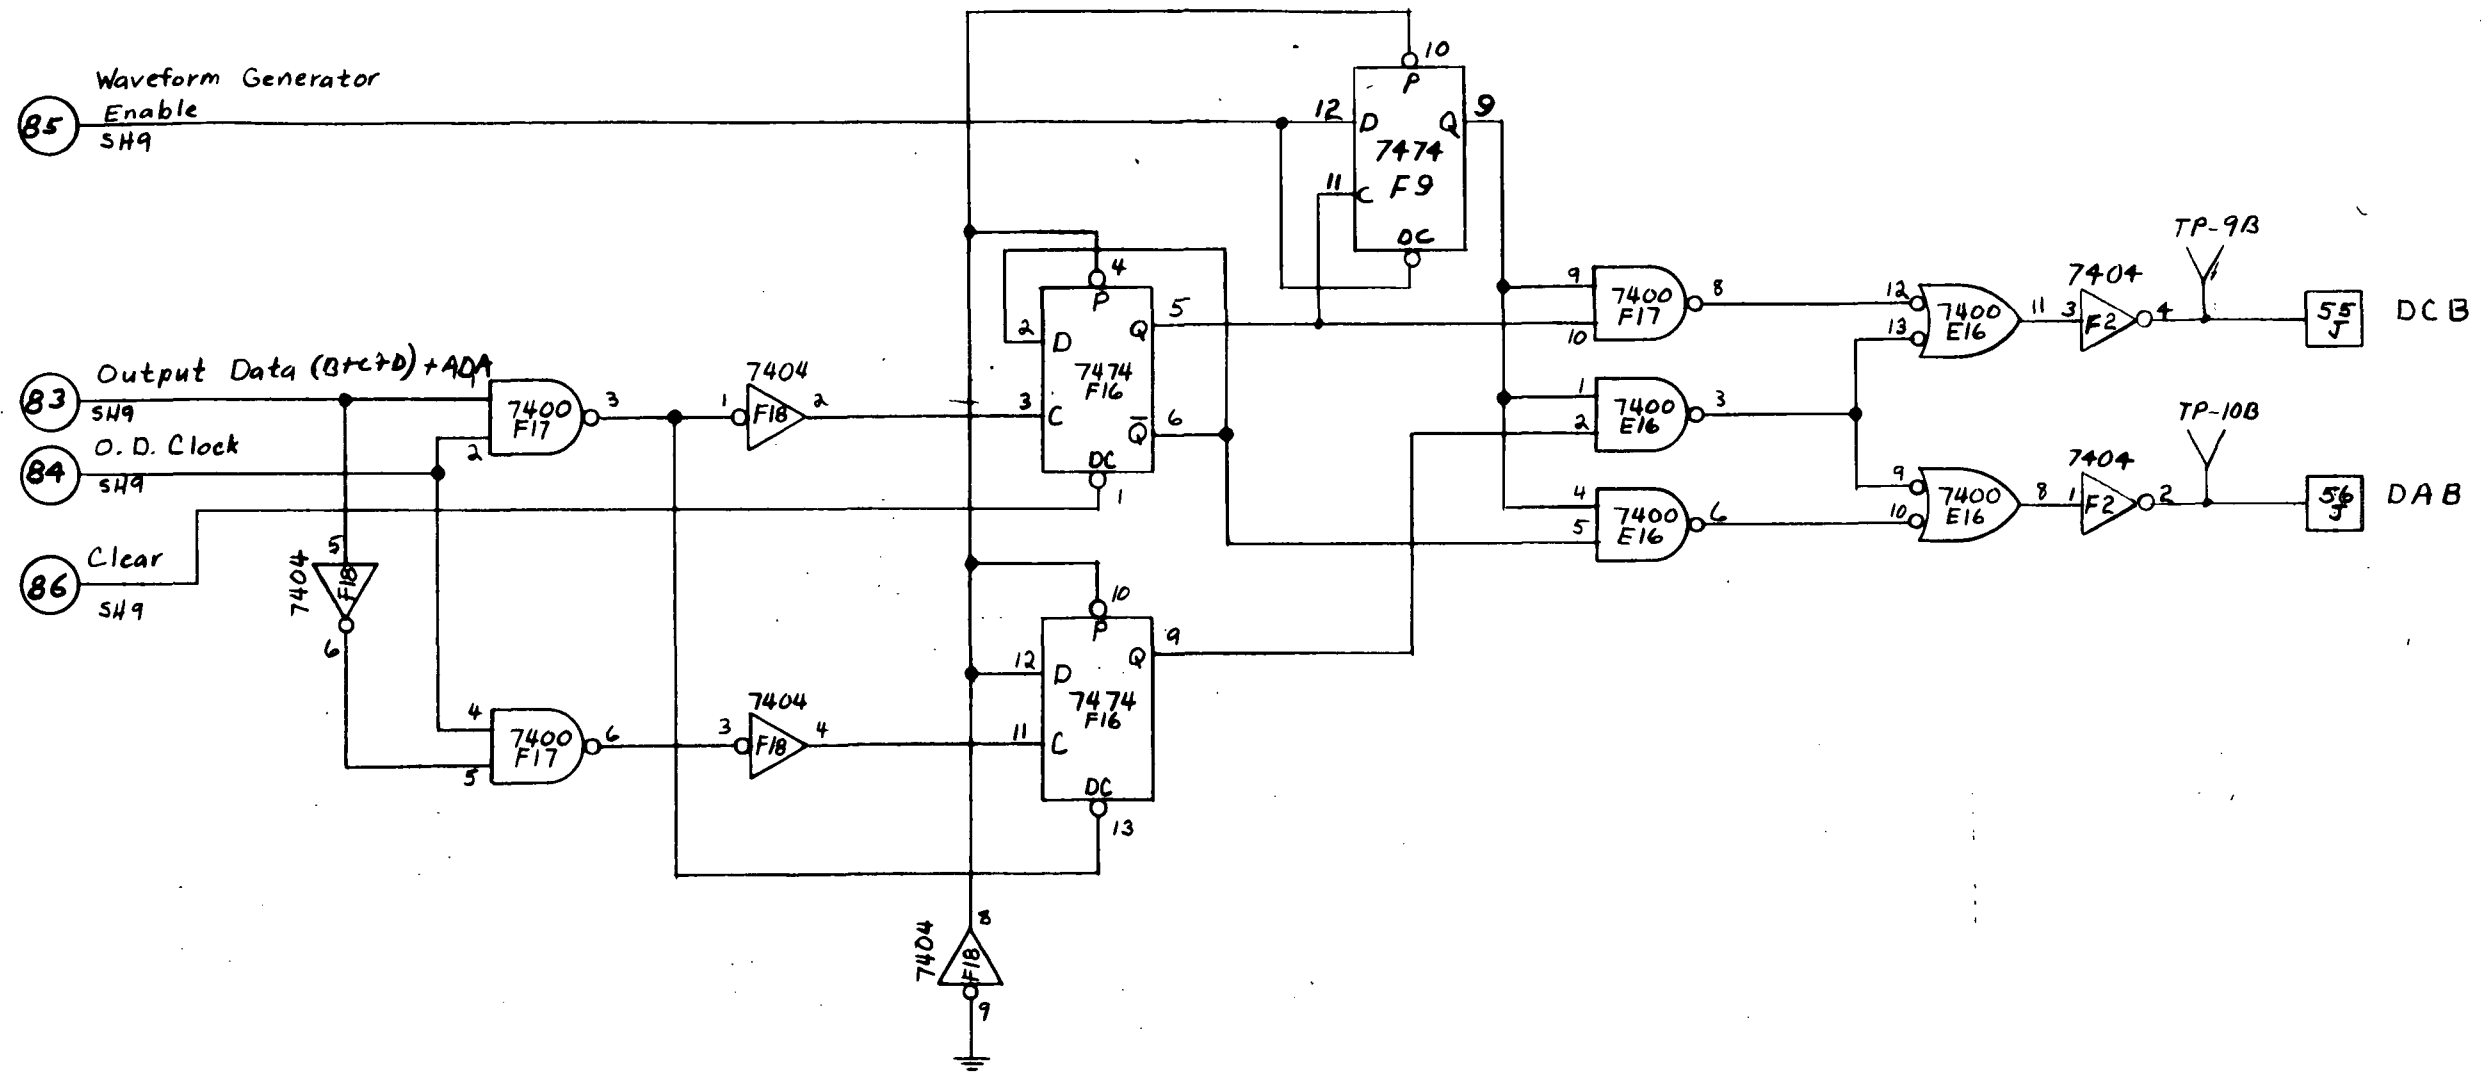 Waveform Generator
85 Enable
SH9
10
P
12 D Q 9
7474
F9
11 C
DC
TP-9B
4
P
2 D Q 5
7474
F16
3 C
Q̅ 6
DC
1
9
10
7400
F17
8
12
13
7400
E16
11
3
7404
F2
4
55
J
DCB
Output Data (B+C+D) + ADA
83
SH9
1
O. D. Clock
84
SH9
2
7400
F17
3
1
7404
F18
2
1
2
7400
E16
3
TP-10B
4
5
7400
E16
6
9
10
7400
E16
8
1
7404
F2
2
56
J
DAB
Clear
86
SH9
5
7404
F18
6
10
P
12 D Q 9
7474
F16
11 C
DC
13
4
5
7400
F17
6
3
7404
F18
4
8
7404
F18
9